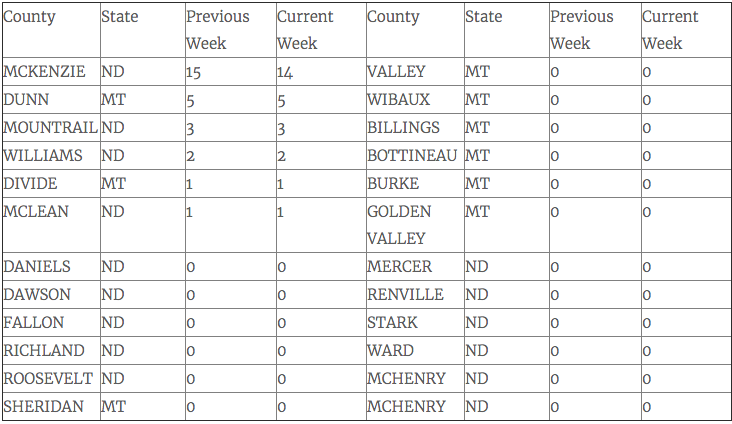 County State Previous Week Current Week County State Previous Week Current Week
MCKENZIE ND 15 14 VALLEY MT 0 0
DUNN MT 5 5 WIBAUX MT 0 0
MOUNTRAIL ND 3 3 BILLINGS MT 0 0
WILLIAMS ND 2 2 BOTTINEAU MT 0 0
DIVIDE MT 1 1 BURKE MT 0 0
MCLEAN ND 1 1 GOLDEN VALLEY MT 0 0
DANIELS ND 0 0 MERCER ND 0 0
DAWSON ND 0 0 RENVILLE ND 0 0
FALLON ND 0 0 STARK ND 0 0
RICHLAND ND 0 0 WARD ND 0 0
ROOSEVELT ND 0 0 MCHENRY ND 0 0
SHERIDAN MT 0 0 MCHENRY ND 0 0